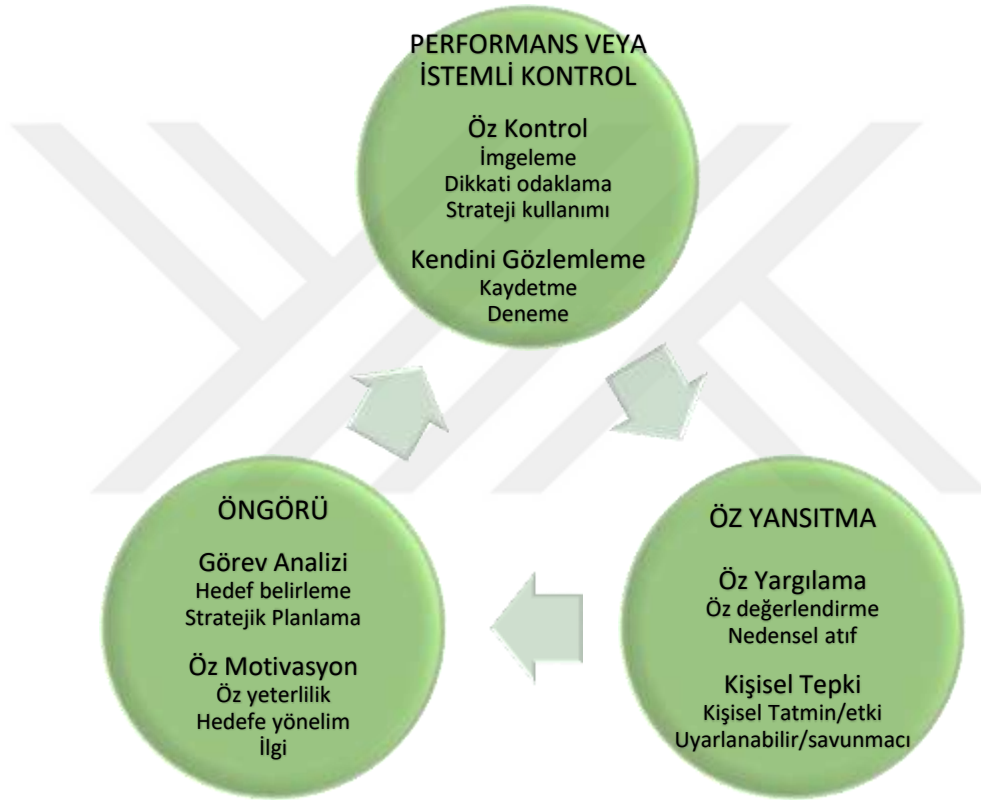 PERFORMANS VEYA
İSTEMLİ KONTROL
Öz Kontrol
İmgeleme
Dikkati odaklama
Strateji kullanımı
Kendini Gözlemleme
Kaydetme
Deneme
ÖNGÖRÜ
Görev Analizi
Hedef belirleme
Stratejik Planlama
Öz Motivasyon
Öz yeterlilik
Hedefe yönelim
İlgi
ÖZ YANSITMA
Öz Yargılama
Öz değerlendirme
Nedensel atıf
Kişisel Tepki
Kişisel Tatmin/etki
Uyarlanabilir/savunmacı